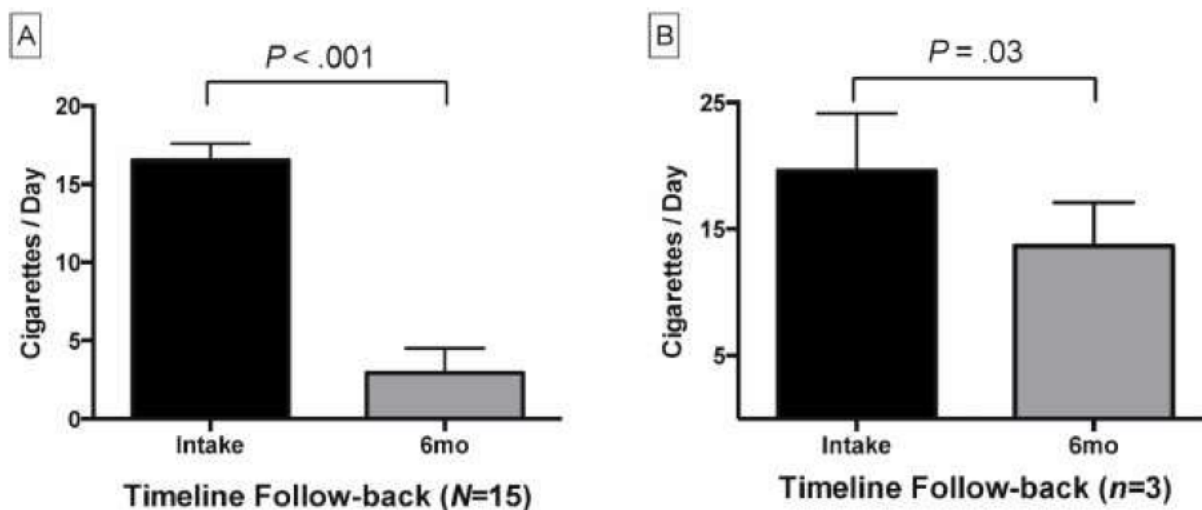 A
P < .001
20
15
10
5
0
Cigarettes / Day
Intake
6mo
Timeline Follow-back (N=15)
B
P = .03
25
15
5
Cigarettes / Day
Intake
6mo
Timeline Follow-back (n=3)